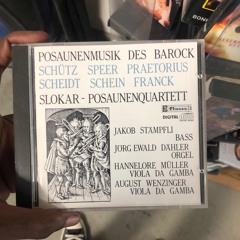 POSAUNENMUSIK DES BAROCK
SCHÜTZ SPEER PRAETORIUS
SCHEIDT SCHEIN FRANCK
SLOKAR - POSAUNENQUARTETT
DIGITAL
JAKOB STÄMPFLI
BASS
JÖRG EWALD DÄHLER
ORGEL
HANNELORE MÜLLER
VIOLA DA GAMBA
AUGUST WENZINGER
VIOLA DA GAMBA